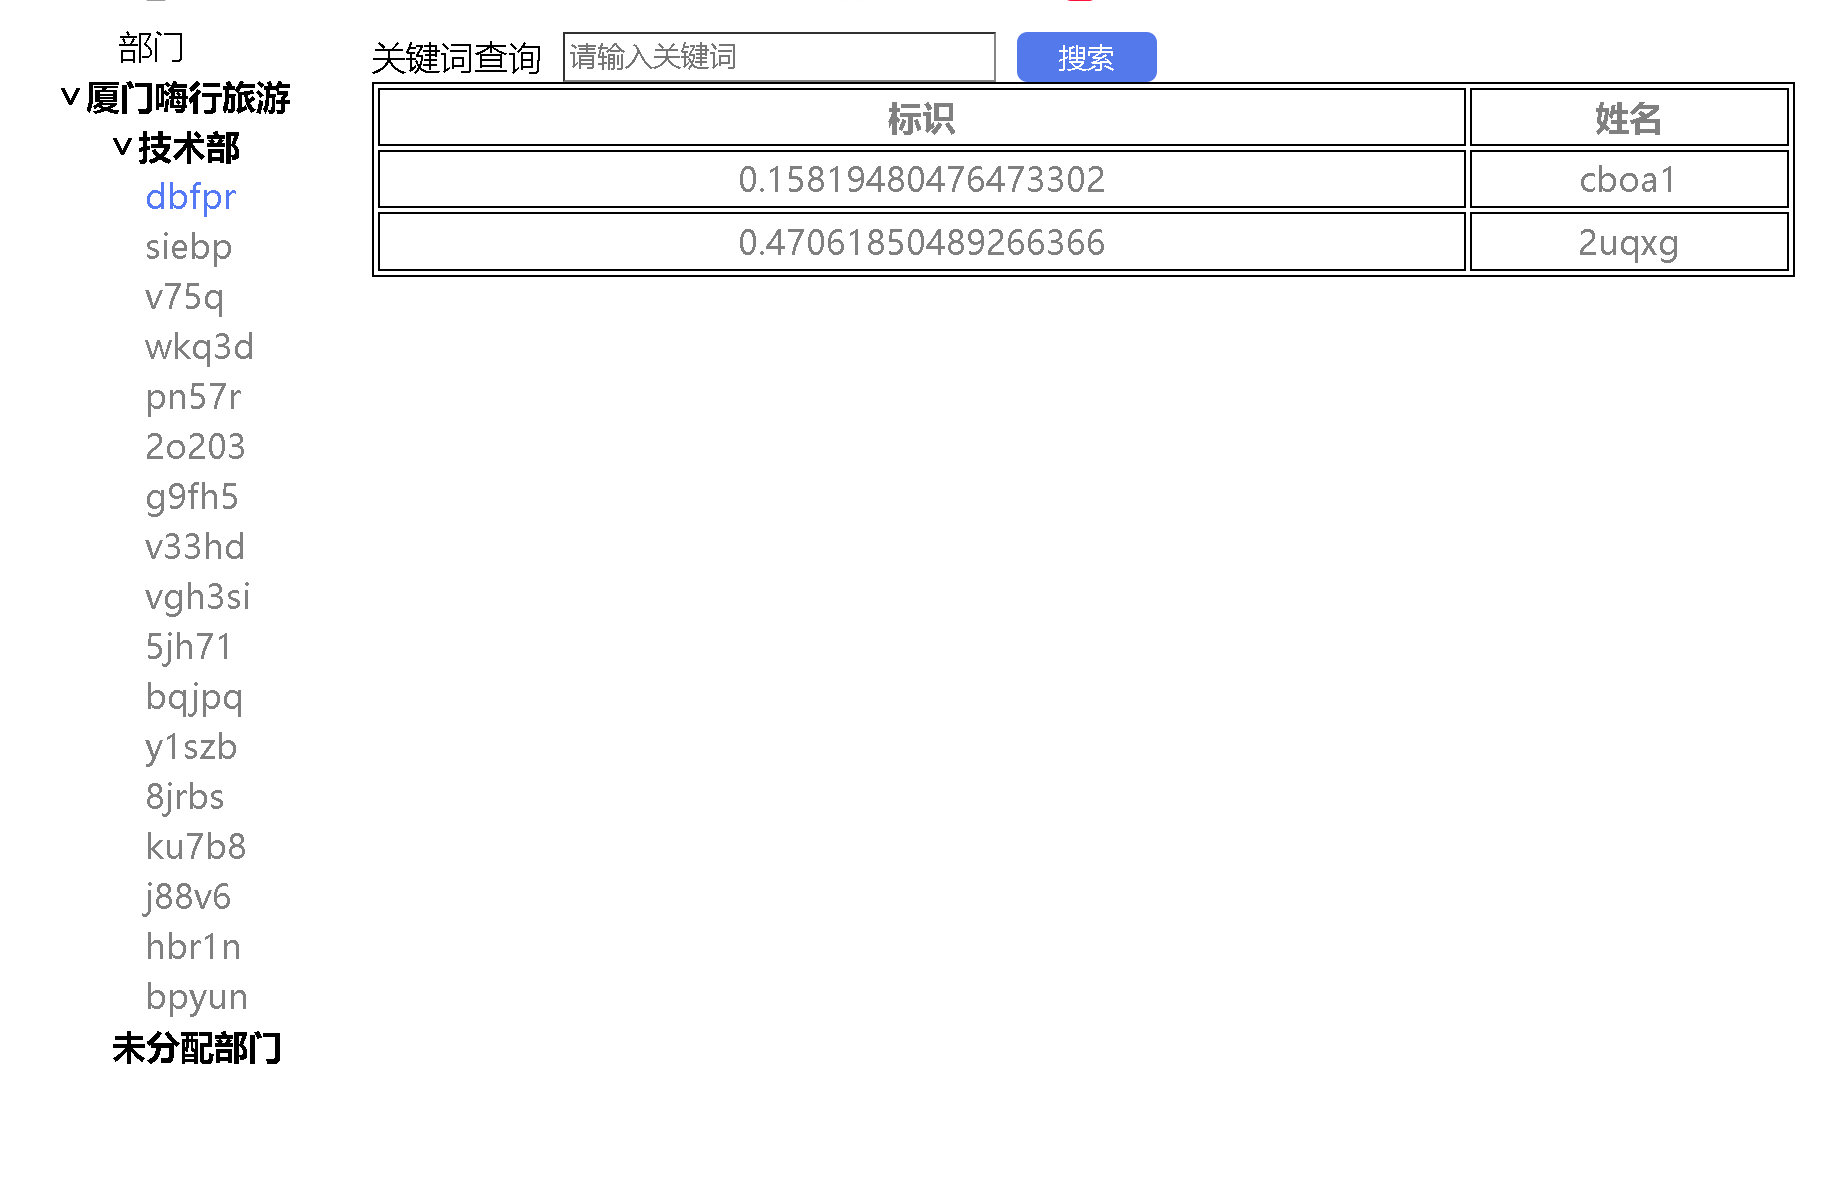 部门
厦门嗨行旅游
技术部
dbfpr
siebp
v75q
wkq3d
pn57r
2o203
g9fh5
v33hd
vgh3si
5jh71
bqjpq
y1szb
8jrbs
ku7b8
j88v6
hbr1n
bpyun
未分配部门
关键词查询 请输入关键词 搜索
标识 姓名
0.15819480476473302 cboa1
0.47061850489266366 2uqxg